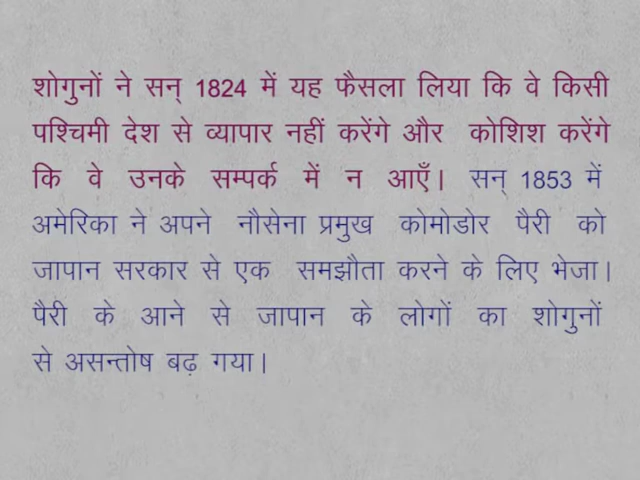 शोगुनों ने सन् 1824 में यह फैसला लिया कि वे किसी
पश्चिमी देश से व्यापार नहीं करेंगे और कोशिश करेंगे
कि वे उनके सम्पर्क में न आएँ। सन् 1853 में
अमेरिका ने अपने नौसेना प्रमुख कोमोडोर पैरी को
जापान सरकार से एक समझौता करने के लिए भेजा।
पैरी के आने से जापान के लोगों का शोगुनों
से असन्तोष बढ़ गया।